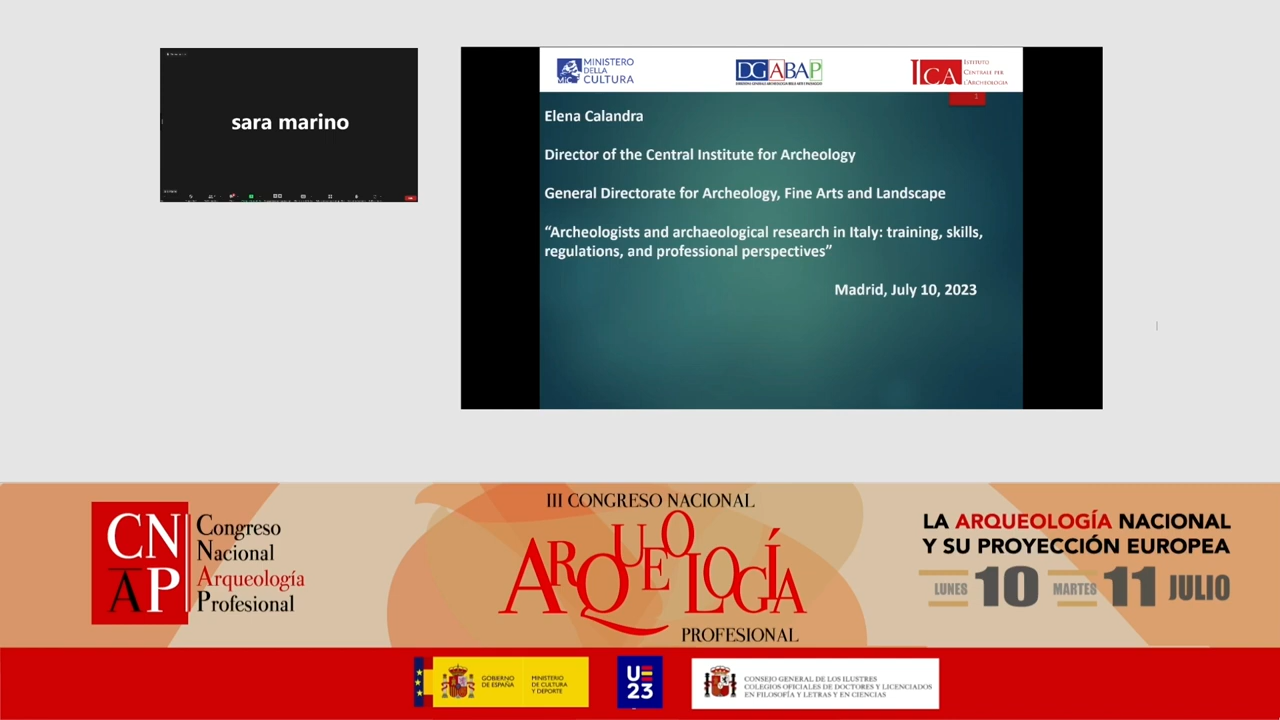 sara marino
MiC
MINISTERO
DELLA
CULTURA
DGABAP
ICA
ISTITUTO
CENTRALE PER
L'ARCHEOLOGIA
1
Elena Calandra
Director of the Central Institute for Archeology
General Directorate for Archeology, Fine Arts and Landscape
“Archeologists and archaeological research in Italy: training, skills,
regulations, and professional perspectives”
Madrid, July 10, 2023
CN
AP
Congreso
Nacional
Arqueología
Profesional
III CONGRESO NACIONAL
ARQUEOLOGÍA
PROFESIONAL
LA ARQUEOLOGÍA NACIONAL
Y SU PROYECCIÓN EUROPEA
LUNES 10 MARTES 11 JULIO
GOBIERNO
DE ESPAÑA
MINISTERIO
DE CULTURA
Y DEPORTE
UE
23
CONSEJO GENERAL DE LOS ILUSTRES
COLEGIOS OFICIALES DE DOCTORES Y LICENCIADOS
EN FILOSOFÍA Y LETRAS Y EN CIENCIAS